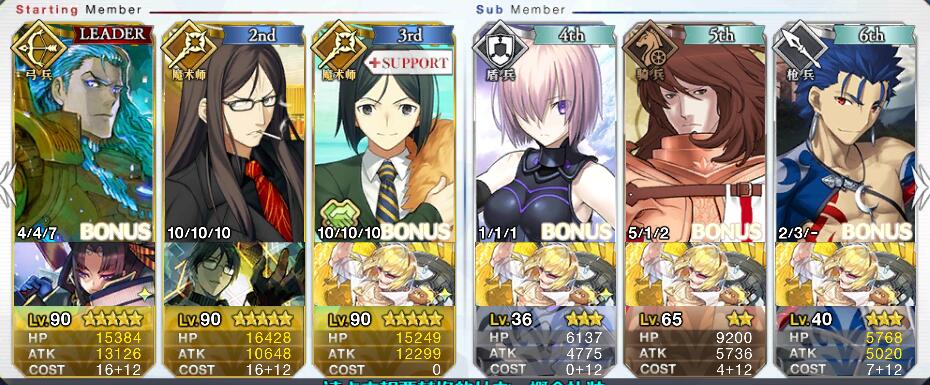 Starting Member
Sub Member
LEADER
弓兵
2nd
魔术师
3rd
魔术师
+SUPPORT
4th
盾兵
5th
骑兵
6th
枪兵
4/4/7
BONUS
10/10/10
10/10/10
BONUS
1/1/1
BONUS
5/1/2
BONUS
2/3/-
BONUS
Lv.90
Lv.90
Lv.90
Lv.36
Lv.65
Lv.40
HP 15384
ATK 13126
COST 16+12
HP 16428
ATK 10648
COST 16+12
HP 15249
ATK 12299
COST 0
HP 6137
ATK 4775
COST 0+12
HP 9200
ATK 5736
COST 4+12
HP 5768
ATK 5020
COST 7+12